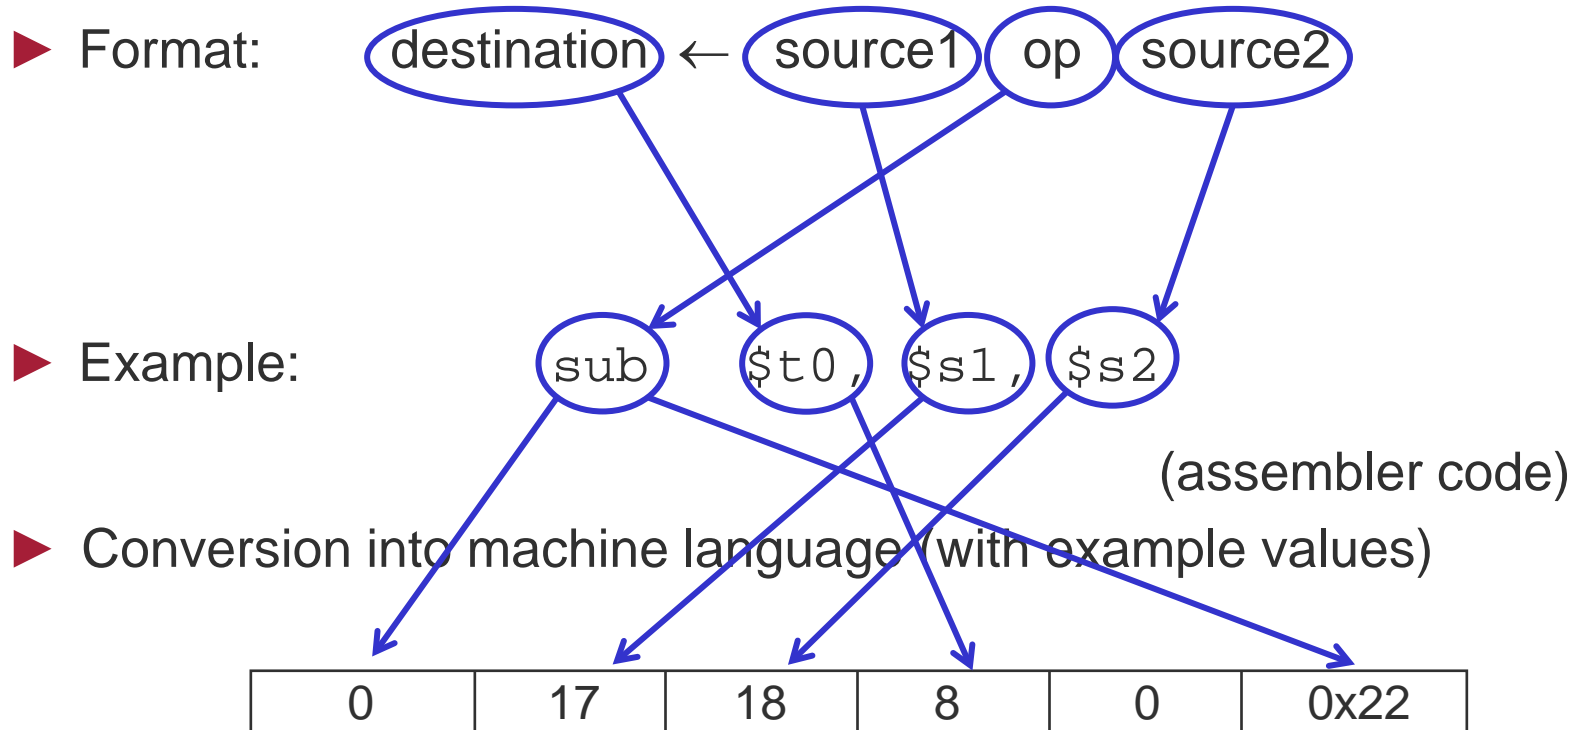 Format: destination ← source1 op source2
Example: sub $t0, $s1, $s2
(assembler code)
Conversion into machine language (with example values)
0 17 18 8 0 0x22